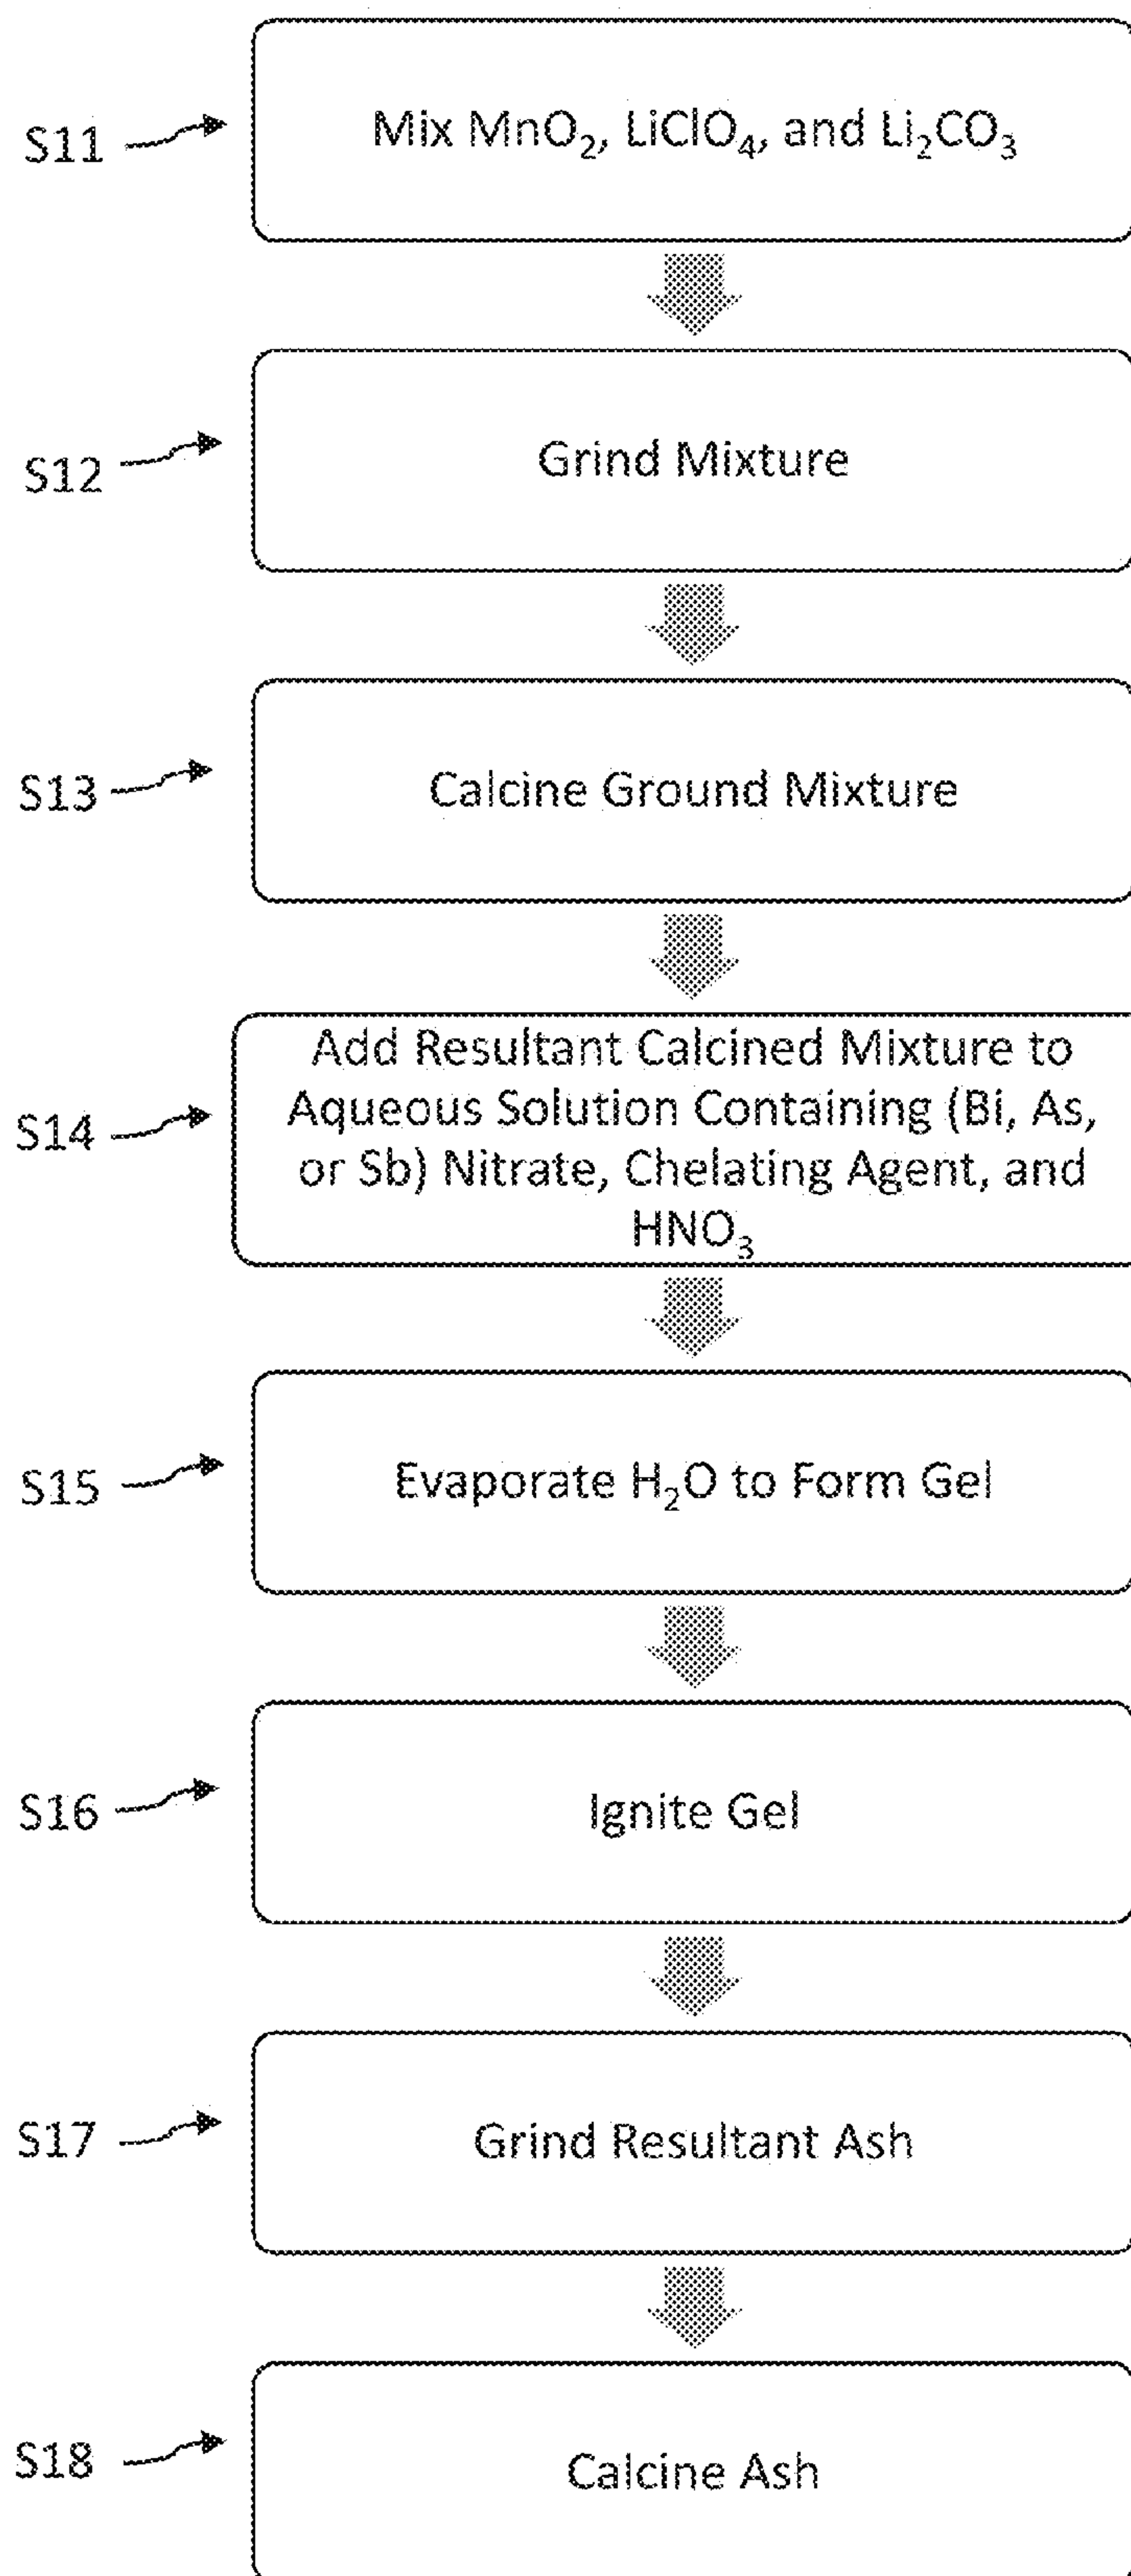 S11
Mix MnO₂, LiClO₄, and Li₂CO₃
S12
Grind Mixture
S13
Calcine Ground Mixture
S14
Add Resultant Calcined Mixture to
Aqueous Solution Containing (Bi, As,
or Sb) Nitrate, Chelating Agent, and
HNO₃
S15
Evaporate H₂O to Form Gel
S16
Ignite Gel
S17
Grind Resultant Ash
S18
Calcine Ash